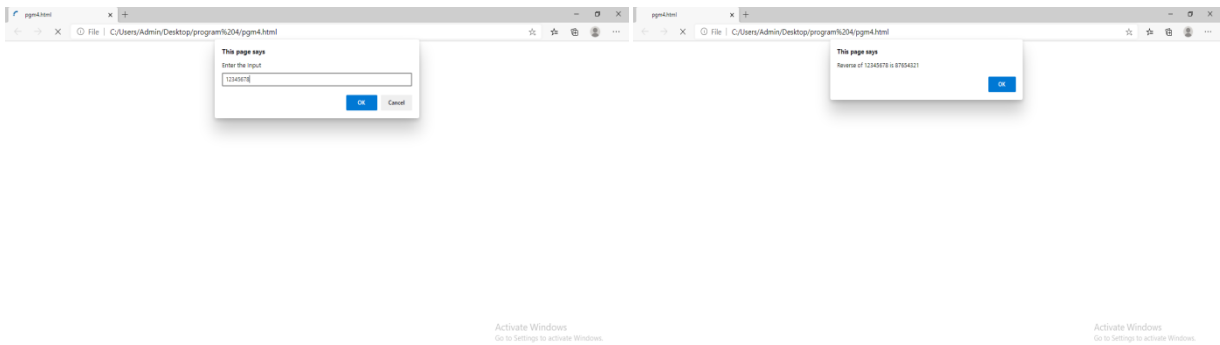 pgm4.html
File | C:/Users/Admin/Desktop/program%204/pgm4.html
This page says
Enter the input
12345678
OK Cancel
Activate Windows
Go to Settings to activate Windows.
pgm4.html
File | C:/Users/Admin/Desktop/program%204/pgm4.html
This page says
Reverse of 12345678 is 87654321
OK
Activate Windows
Go to Settings to activate Windows.